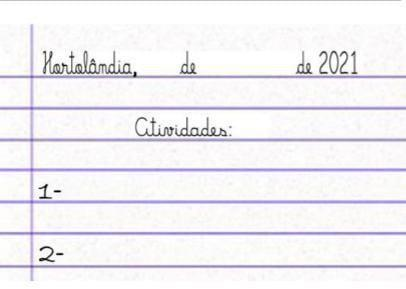 Hortolândia, de de 2021
Atividades:
1-
2-